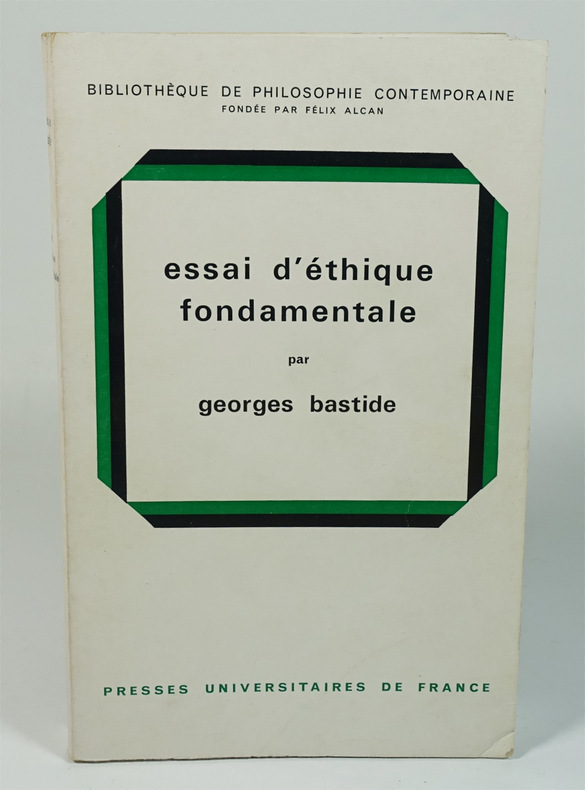 BIBLIOTHÈQUE DE PHILOSOPHIE CONTEMPORAINE
FONDÉE PAR FÉLIX ALCAN
essai d'éthique
fondamentale
par
georges bastide
PRESSES UNIVERSITAIRES DE FRANCE